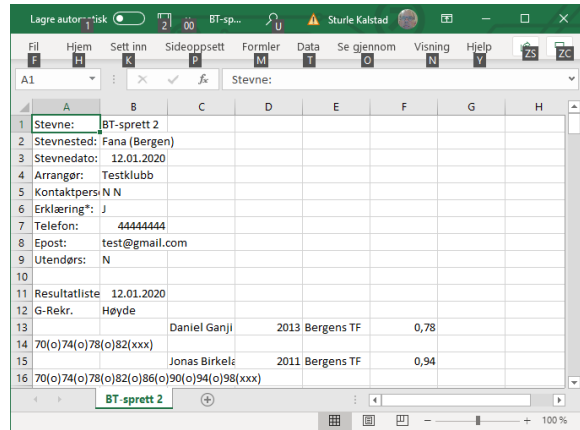 Lagre automatisk BT-sp... Sturle Kalstad
1 2 00 U
Fil Hjem Sett inn Sideoppsett Formler Data Se gjennom Visning Hjelp
F H K P M T O N Y ZS ZC
A1 fx Stevne:
A B C D E F G H
1 Stevne: BT-sprett 2
2 Stevnested: Fana (Bergen)
3 Stevnedato: 12.01.2020
4 Arrangør: Testklubb
5 Kontaktpers N N
6 Erklæring*: J
7 Telefon: 44444444
8 Epost: test@gmail.com
9 Utendørs: N
10
11 Resultatliste 12.01.2020
12 G-Rekr. Høyde
13 Daniel Ganji 2013 Bergens TF 0,78
14 70(o)74(o)78(o)82(xxx)
15 Jonas Birkela 2011 Bergens TF 0,94
16 70(o)74(o)78(o)82(o)86(o)90(o)94(o)98(xxx)
BT-sprett 2
100 %